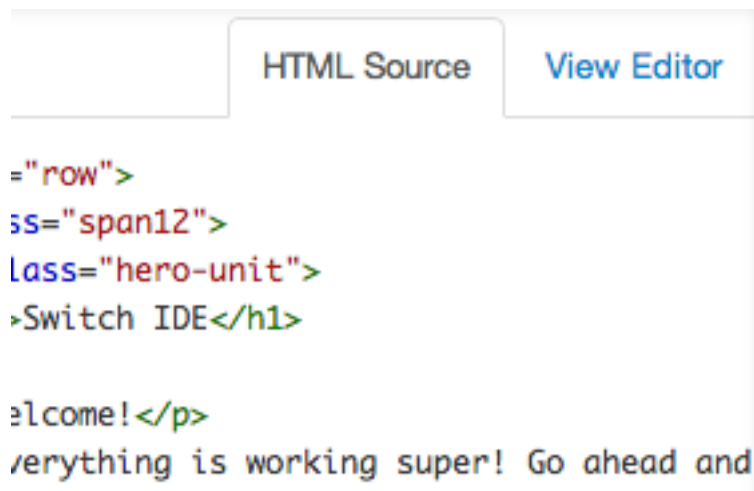 HTML Source View Editor
="row">
ss="span12">
lass="hero-unit">
>Switch IDE</h1>
elcome!</p>
verything is working super! Go ahead and